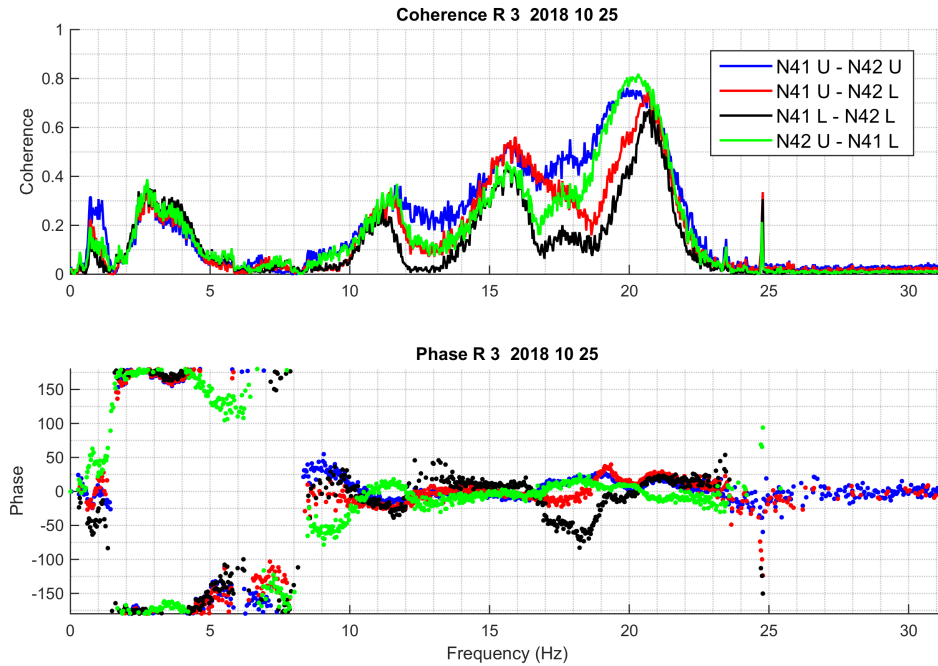 Coherence R 3 2018 10 25
1
0.8
0.6
0.4
0.2
0
Coherence
N41 U - N42 U
N41 U - N42 L
N41 L - N42 L
N42 U - N41 L
0 5 10 15 20 25 30
Phase R 3 2018 10 25
150
100
50
0
-50
-100
-150
Phase
0 5 10 15 20 25 30
Frequency (Hz)